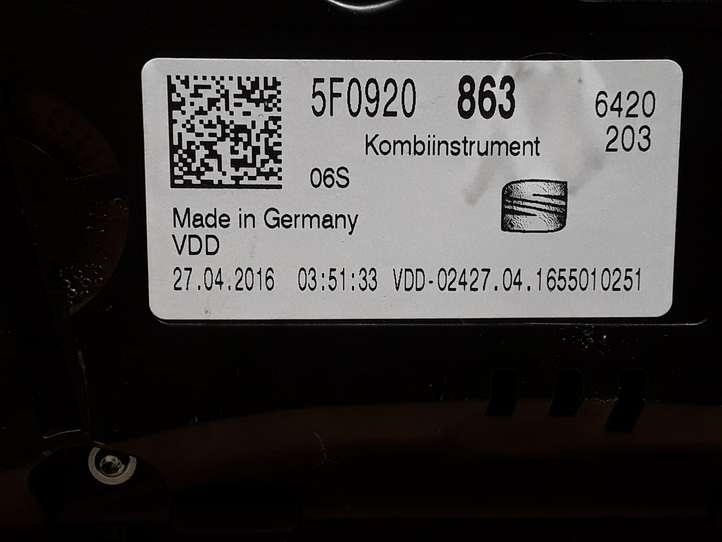 5F0920 863 6420
Kombiinstrument 203
06S
Made in Germany
VDD
27.04.2016 03:51:33 VDD-02427.04.1655010251